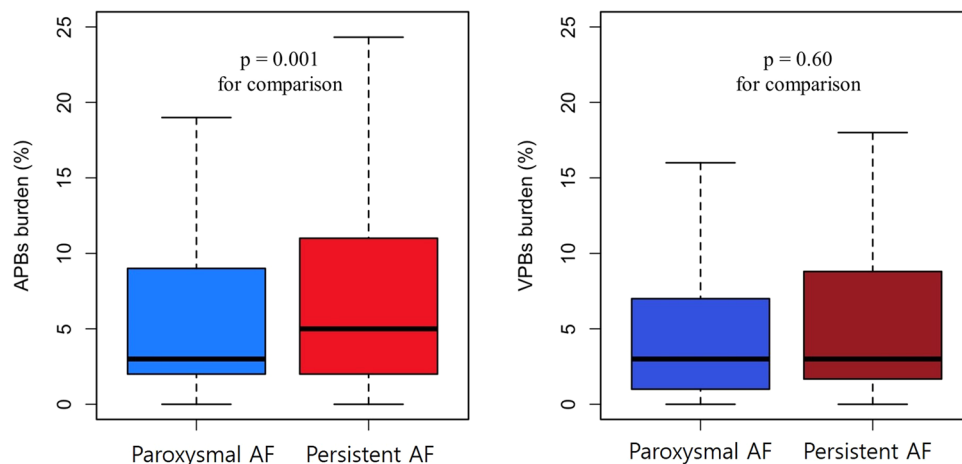 25
20
15
10
5
0
APBs burden (%)
p = 0.001
for comparison
Paroxysmal AF
Persistent AF
25
20
15
10
5
0
VPBs burden (%)
p = 0.60
for comparison
Paroxysmal AF
Persistent AF